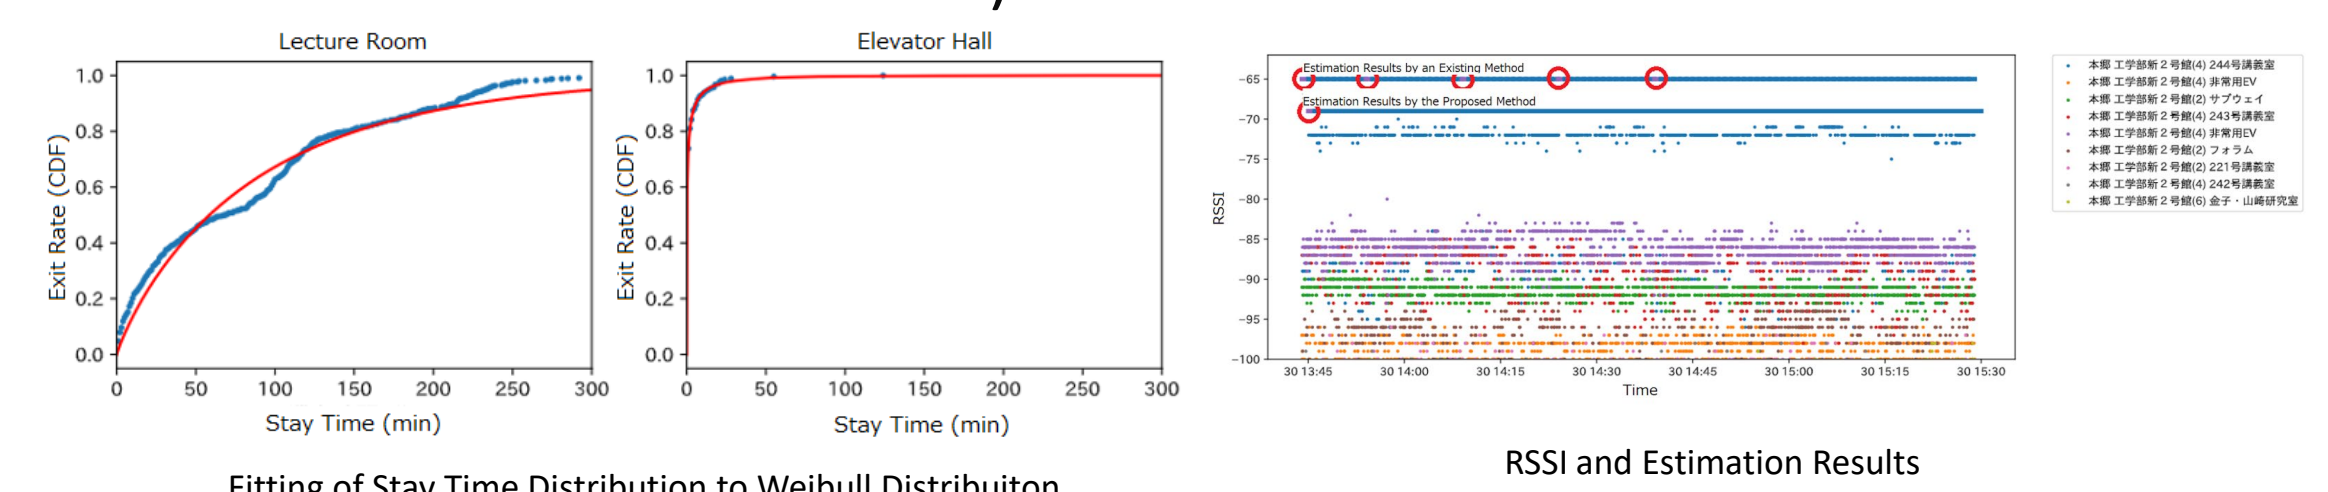 Lecture Room
1.0
0.8
0.6
0.4
0.2
0.0
Exit Rate (CDF)
0 50 100 150 200 250 300
Stay Time (min)
Elevator Hall
1.0
0.8
0.6
0.4
0.2
0.0
Exit Rate (CDF)
0 50 100 150 200 250 300
Stay Time (min)
Fitting of Stay Time Distribution to Weibull Distribuiton
Estimation Results by an Existing Method
Estimation Results by the Proposed Method
−65
−70
−75
−80
−85
−90
−95
−100
RSSI
30 13:45 30 14:00 30 14:15 30 14:30 30 14:45 30 15:00 30 15:15 30 15:30
Time
本郷 工学部新２号館(4) 244号講義室
本郷 工学部新２号館(4) 非常用EV
本郷 工学部新２号館(2) サブウェイ
本郷 工学部新２号館(4) 243号講義室
本郷 工学部新２号館(4) 非常用EV
本郷 工学部新２号館(2) フォラム
本郷 工学部新２号館(2) 221号講義室
本郷 工学部新２号館(4) 242号講義室
本郷 工学部新２号館(6) 金子・山崎研究室
RSSI and Estimation Results